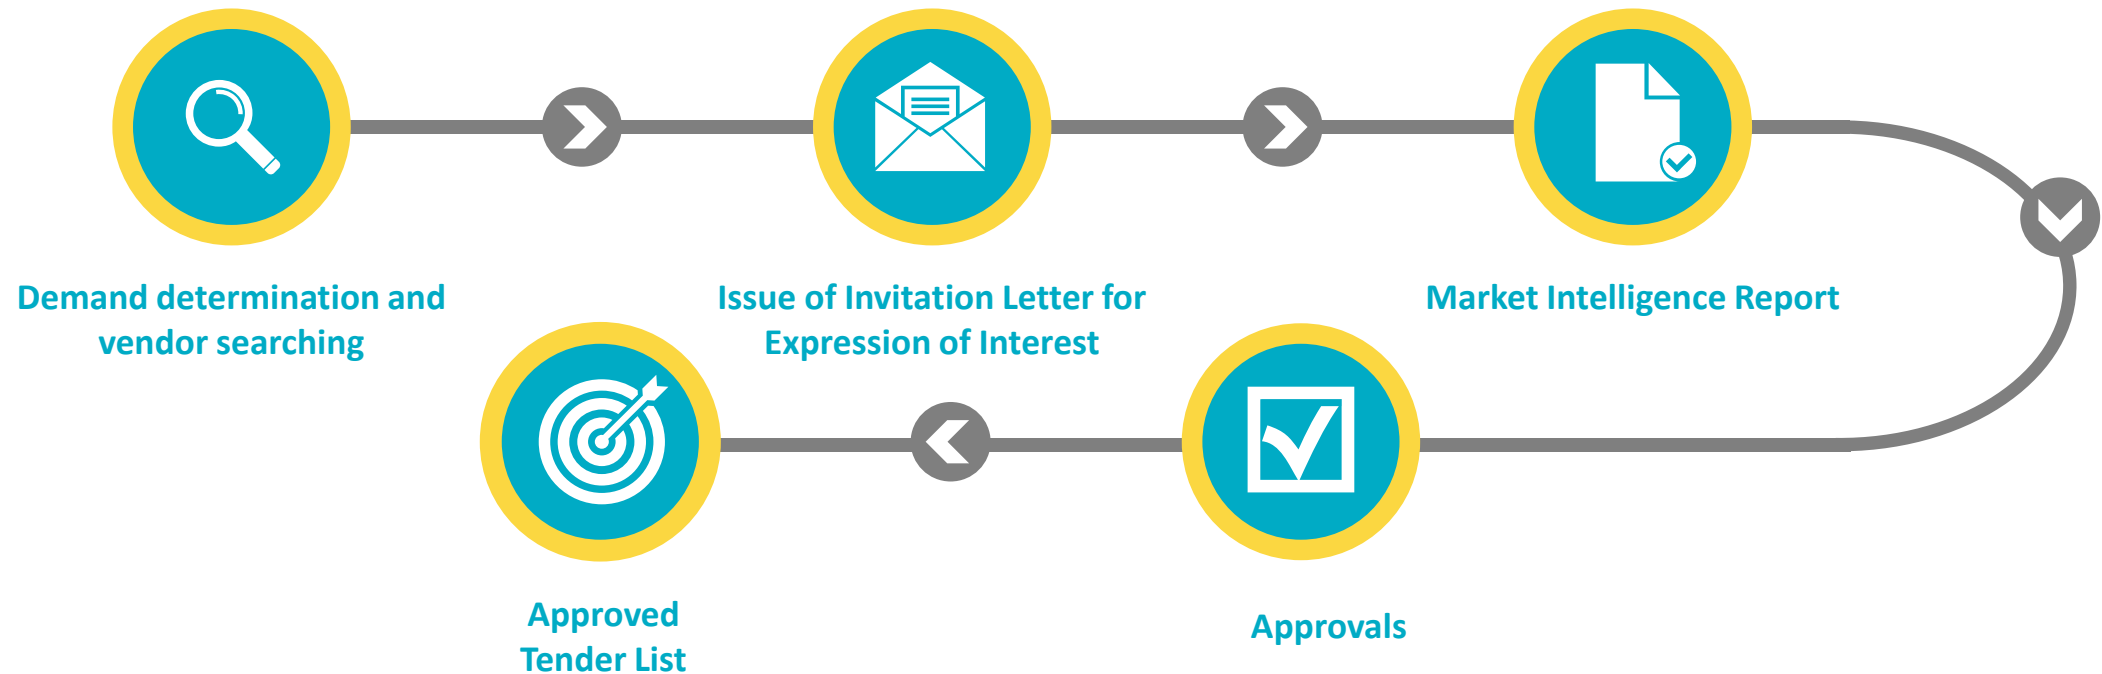 Demand determination and
vendor searching
Issue of Invitation Letter for
Expression of Interest
Market Intelligence Report
Approved
Tender List
Approvals